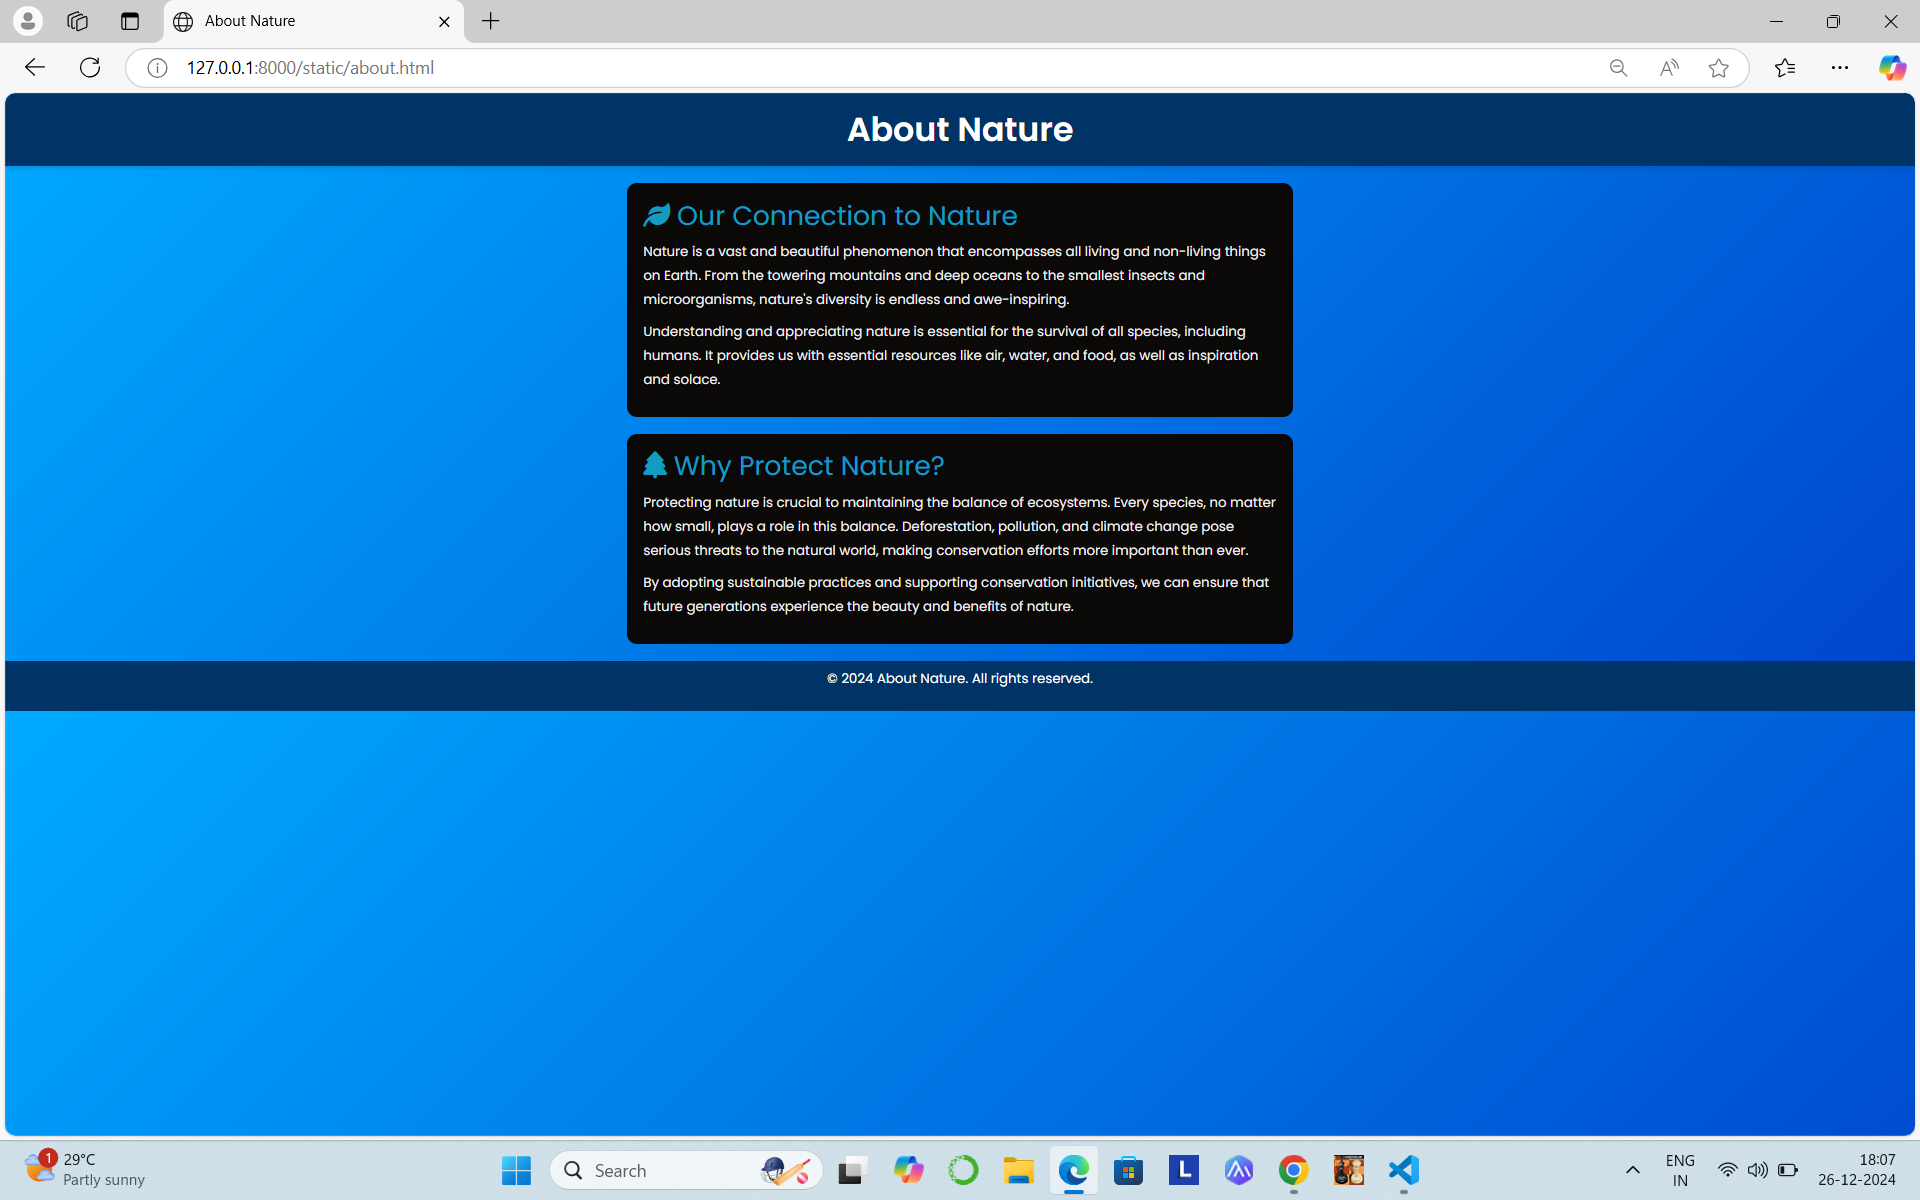 About Nature
127.0.0.1:8000/static/about.html
About Nature
Our Connection to Nature
Nature is a vast and beautiful phenomenon that encompasses all living and non-living things
on Earth. From the towering mountains and deep oceans to the smallest insects and
microorganisms, nature's diversity is endless and awe-inspiring.
Understanding and appreciating nature is essential for the survival of all species, including
humans. It provides us with essential resources like air, water, and food, as well as inspiration
and solace.
Why Protect Nature?
Protecting nature is crucial to maintaining the balance of ecosystems. Every species, no matter
how small, plays a role in this balance. Deforestation, pollution, and climate change pose
serious threats to the natural world, making conservation efforts more important than ever.
By adopting sustainable practices and supporting conservation initiatives, we can ensure that
future generations experience the beauty and benefits of nature.
© 2024 About Nature. All rights reserved.
1
29°C
Partly sunny
Search
L
ENG
IN
18:07
26-12-2024